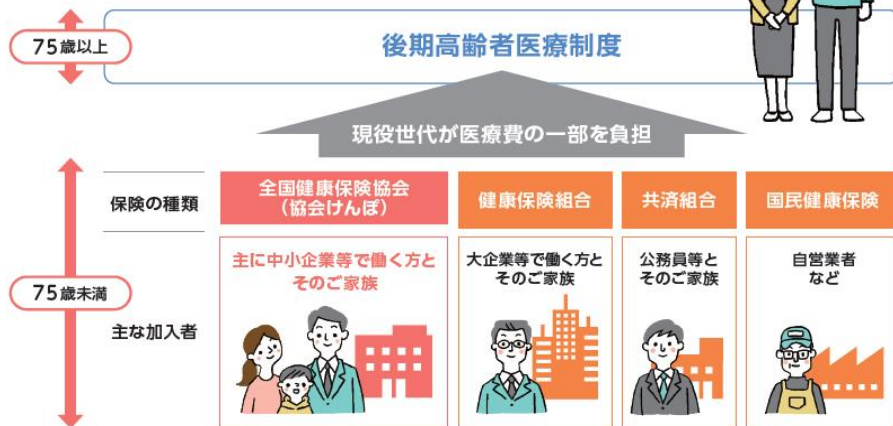 75歳以上
後期高齢者医療制度
現役世代が医療費の一部を負担
75歳未満
保険の種類
全国健康保険協会
(協会けんぽ)
健康保険組合
共済組合
国民健康保険
主な加入者
主に中小企業等で働く方と
そのご家族
大企業等で働く方と
そのご家族
公務員等と
そのご家族
自営業者
など